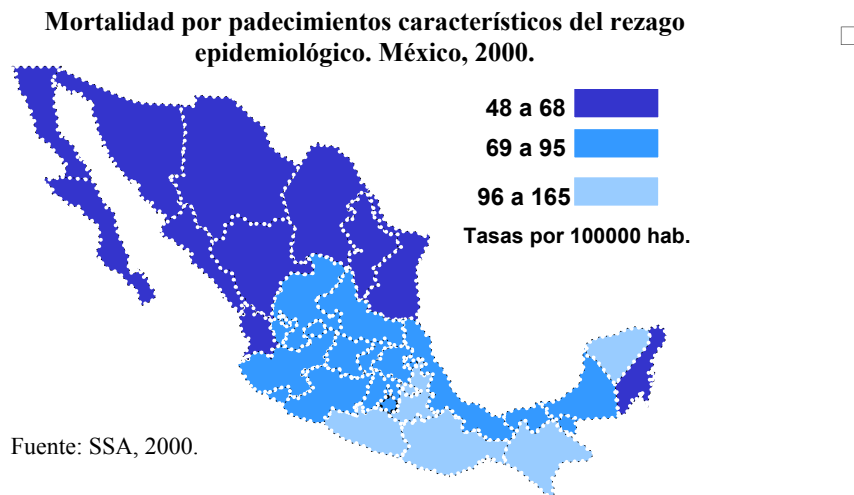 Mortalidad por padecimientos característicos del rezago
epidemiológico. México, 2000.
48 a 68
69 a 95
96 a 165
Tasas por 100000 hab.
Fuente: SSA, 2000.